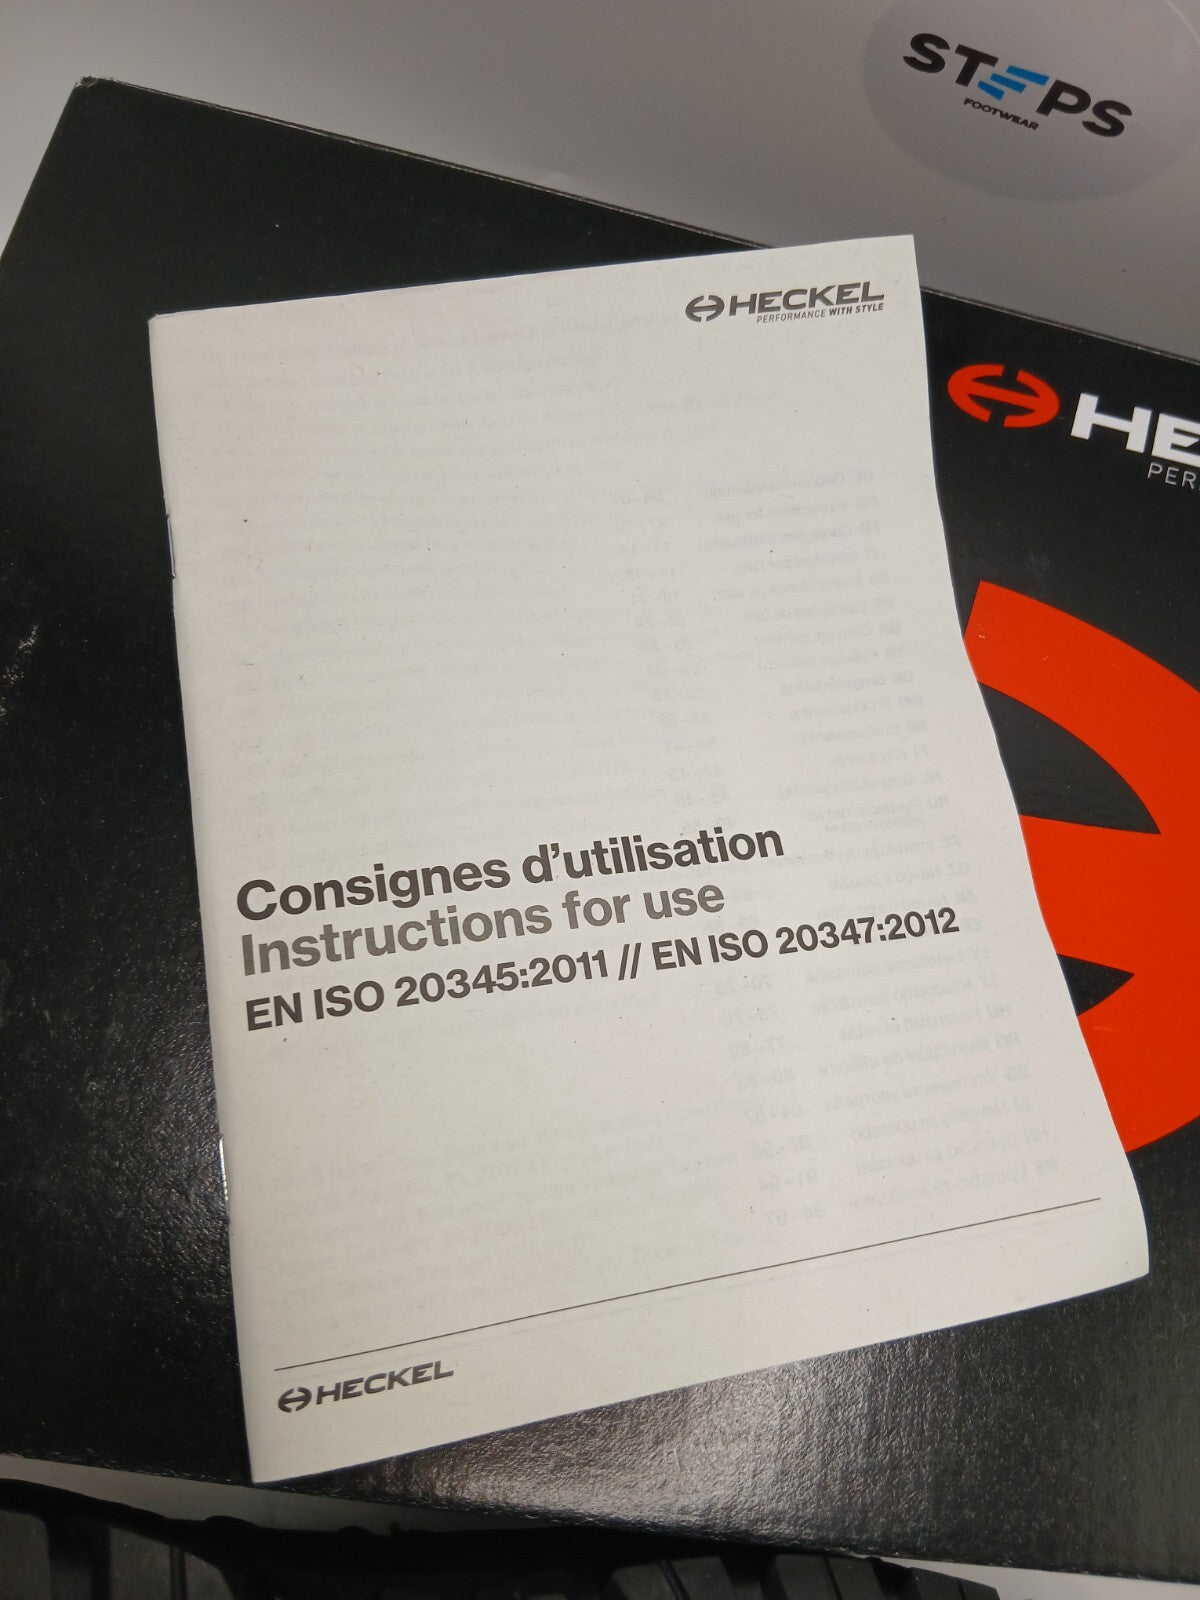 STEPS
FOOTWEAR
HECKEL
PERFORMANCE WITH STYLE
HE
PER
Consignes d'utilisation
Instructions for use
EN ISO 20345:2011 // EN ISO 20347:2012
HECKEL